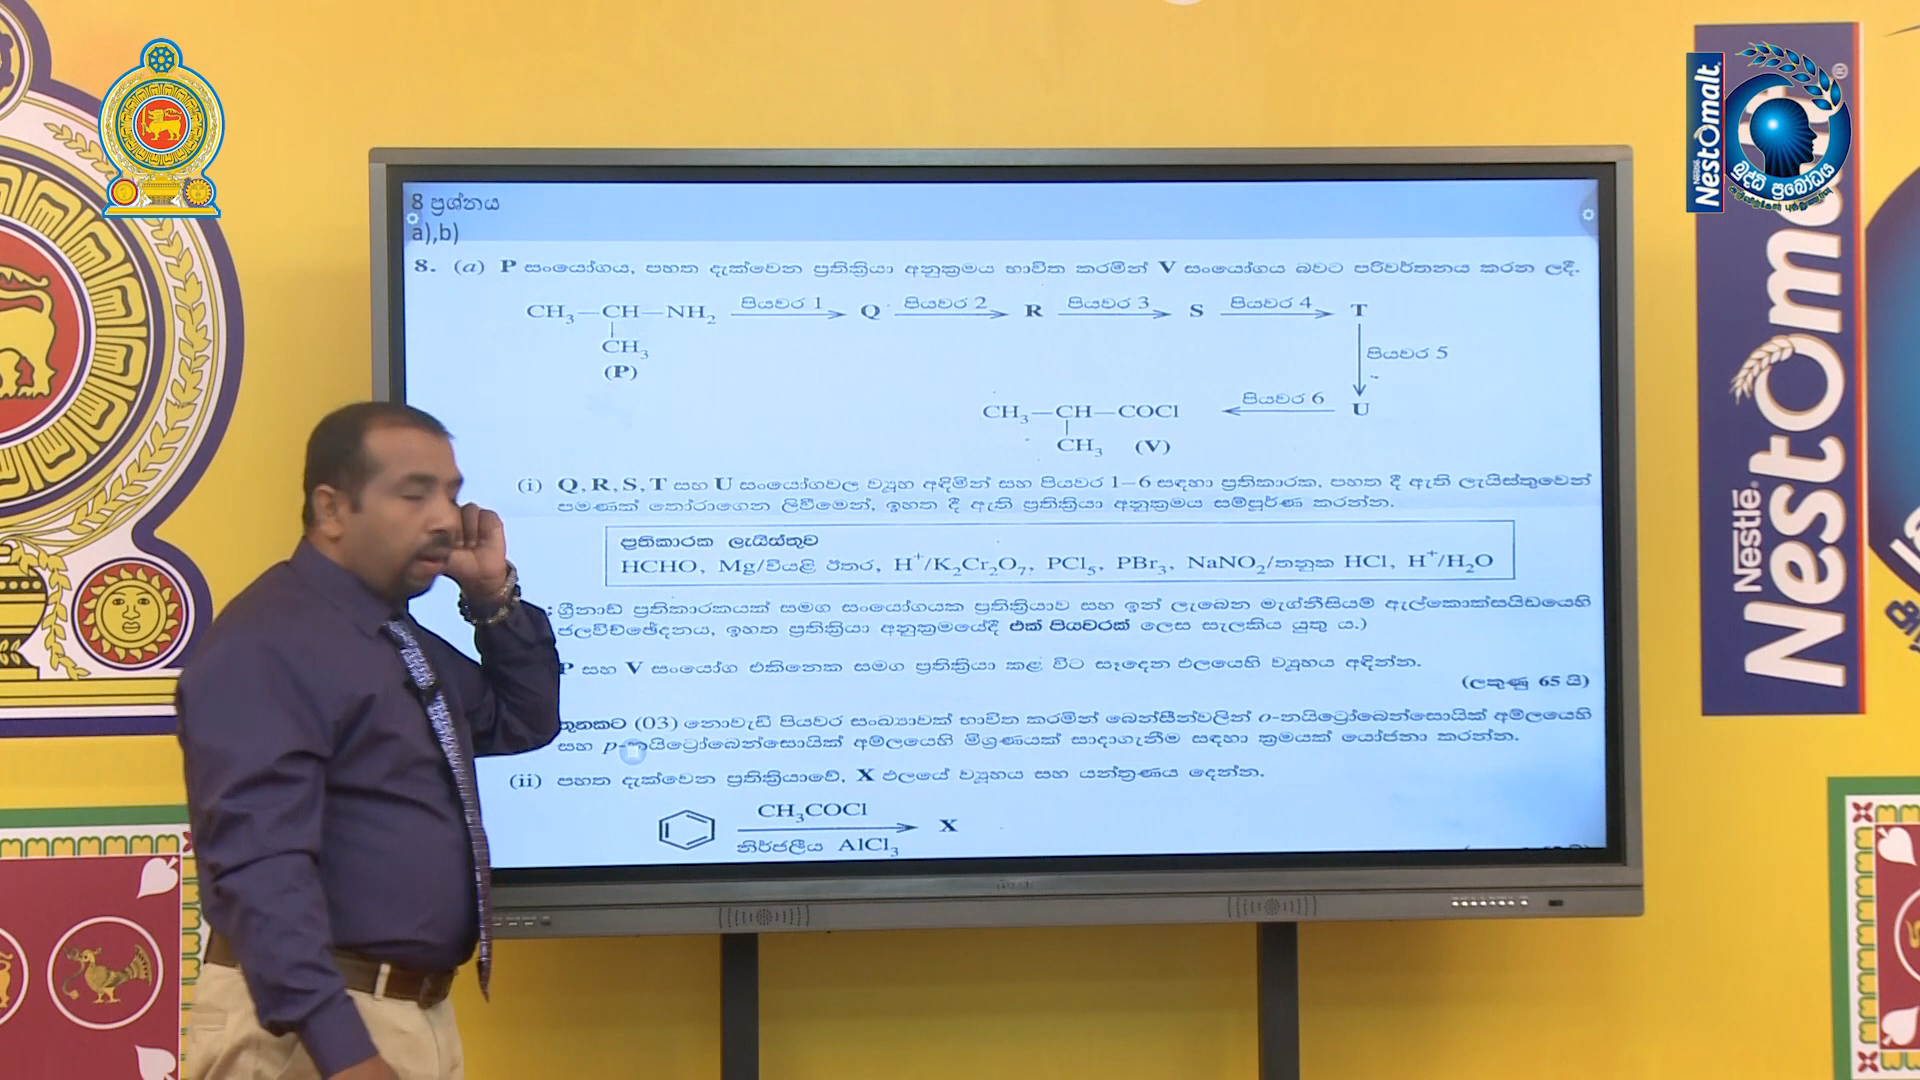 8 ප්‍රශ්නය
a),b)
8. (a) P සංයෝගය, පහත දැක්වෙන ප්‍රතික්‍රියා අනුක්‍රමය භාවිත කරමින් V සංයෝගය බවට පරිවර්තනය කරන ලදී.
CH₃—CH—NH₂ පියවර 1 Q පියවර 2 R පියවර 3 S පියවර 4 T
CH₃
(P)
පියවර 5
CH₃—CH—COCl පියවර 6 U
CH₃ (V)
(i) Q, R, S, T සහ U සංයෝගවල ව්‍යුහ අඳිමින් සහ පියවර 1–6 සඳහා ප්‍රතිකාරක, පහත දී ඇති ලැයිස්තුවෙන්
පමණක් තෝරාගෙන ලිවීමෙන්, ඉහත දී ඇති ප්‍රතික්‍රියා අනුක්‍රමය සම්පූර්ණ කරන්න.
ප්‍රතිකාරක ලැයිස්තුව
HCHO, Mg/වියළි ඊතර, H⁺/K₂Cr₂O₇, PCl₅, PBr₃, NaNO₂/තනුක HCl, H⁺/H₂O
: ග්‍රිනාඩ් ප්‍රතිකාරකයක් සමග සංයෝගයක ප්‍රතික්‍රියාව සහ ඉන් ලැබෙන මැග්නීසියම් ඇල්කොක්සයිඩයෙහි
ජලවිච්ඡේදනය, ඉහත ප්‍රතික්‍රියා අනුක්‍රමයේදී එක් පියවරක් ලෙස සැලකිය යුතු ය.)
P සහ V සංයෝග එකිනෙක සමග ප්‍රතික්‍රියා කළ විට සෑදෙන ඵලයෙහි ව්‍යුහය අඳින්න.
(ලකුණු 65 යි)
තුනකට (03) නොවැඩි පියවර සංඛ්‍යාවක් භාවිත කරමින් බෙන්සීන්වලින් o-නයිට්‍රොබෙන්සොයික් අම්ලයෙහි
සහ p-නයිට්‍රොබෙන්සොයික් අම්ලයෙහි මිශ්‍රණයක් සාදාගැනීම සඳහා ක්‍රමයක් යෝජනා කරන්න.
(ii) පහත දැක්වෙන ප්‍රතික්‍රියාවේ, X ඵලයේ ව්‍යුහය සහ යන්ත්‍රණය දෙන්න.
CH₃COCl
X
නිර්ජලීය AlCl₃
Nestlé
NESTOMALT
බුද්ධි ප්‍රබෝධය
Nestlé®
NESTOMALT®